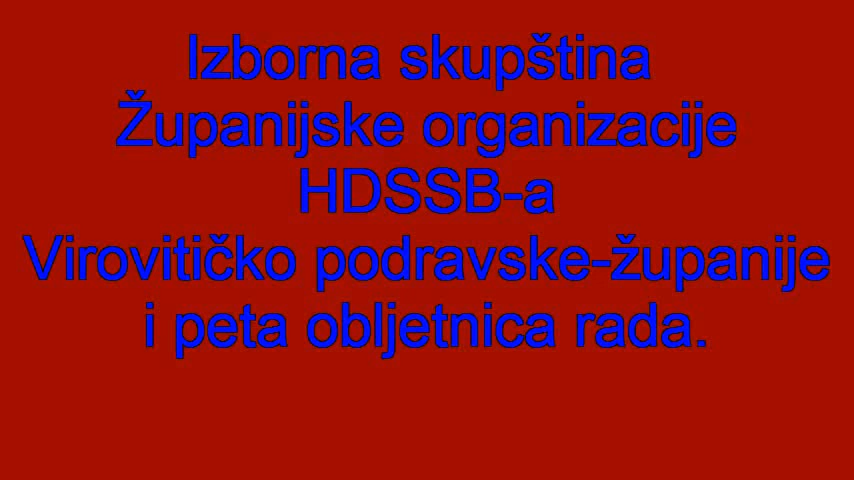 Izborna skupština
Županijske organizacije
HDSSB-a
Virovitičko podravske-županije
i peta obljetnica rada.